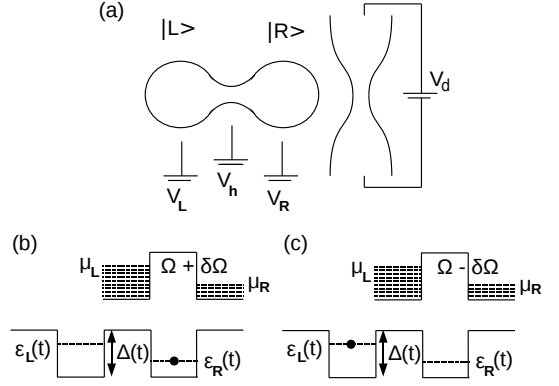 (a)
|L> |R>
V_d
V_L V_h V_R
(b) (c)
μ_L Ω + δΩ μ_R μ_L Ω - δΩ μ_R
ε_L(t) Δ(t) ε_R(t) ε_L(t) Δ(t) ε_R(t)